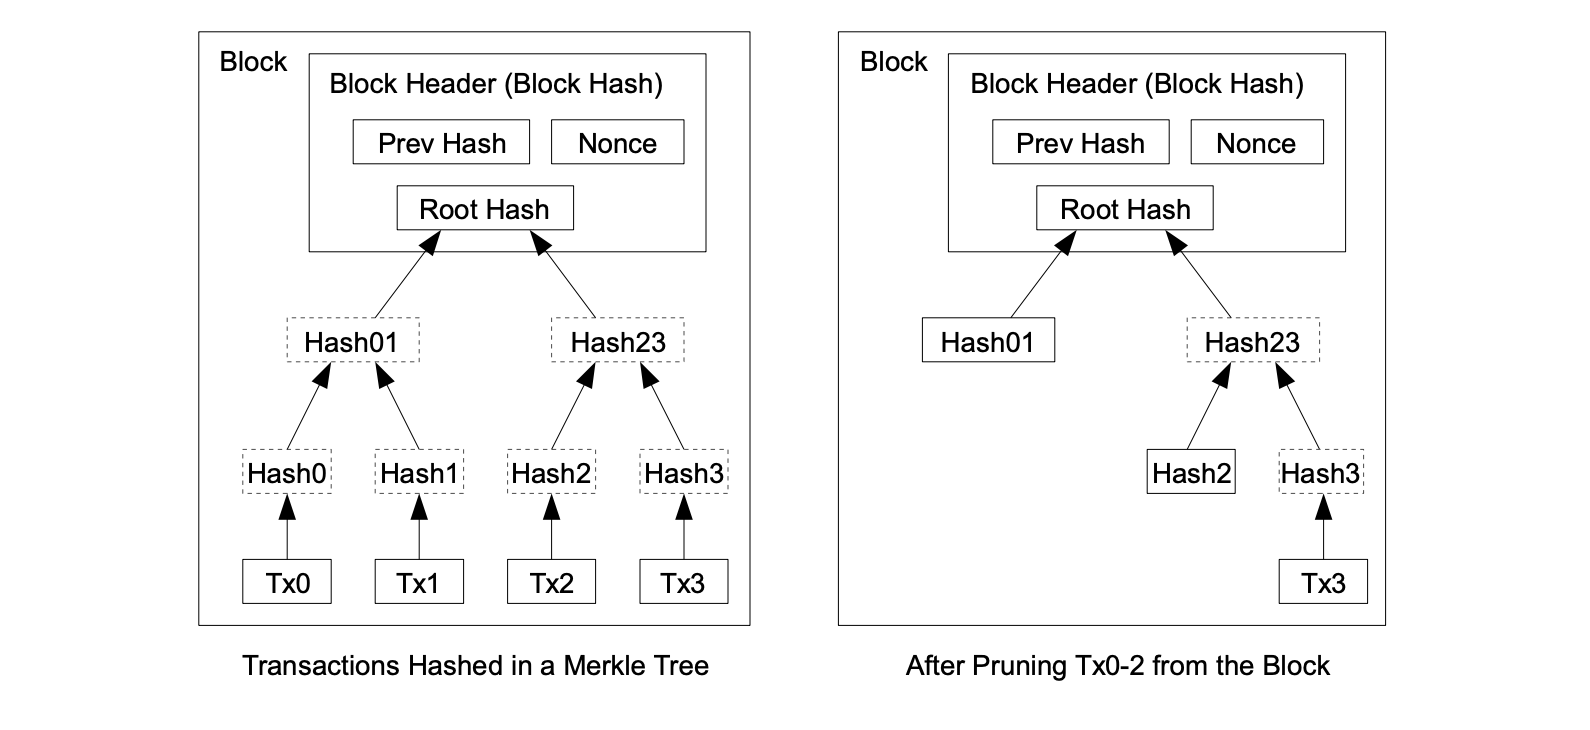 Block
Block Header (Block Hash)
Prev Hash
Nonce
Root Hash
Hash01
Hash23
Hash0
Hash1
Hash2
Hash3
Tx0
Tx1
Tx2
Tx3
Transactions Hashed in a Merkle Tree
Block
Block Header (Block Hash)
Prev Hash
Nonce
Root Hash
Hash01
Hash23
Hash2
Hash3
Tx3
After Pruning Tx0-2 from the Block